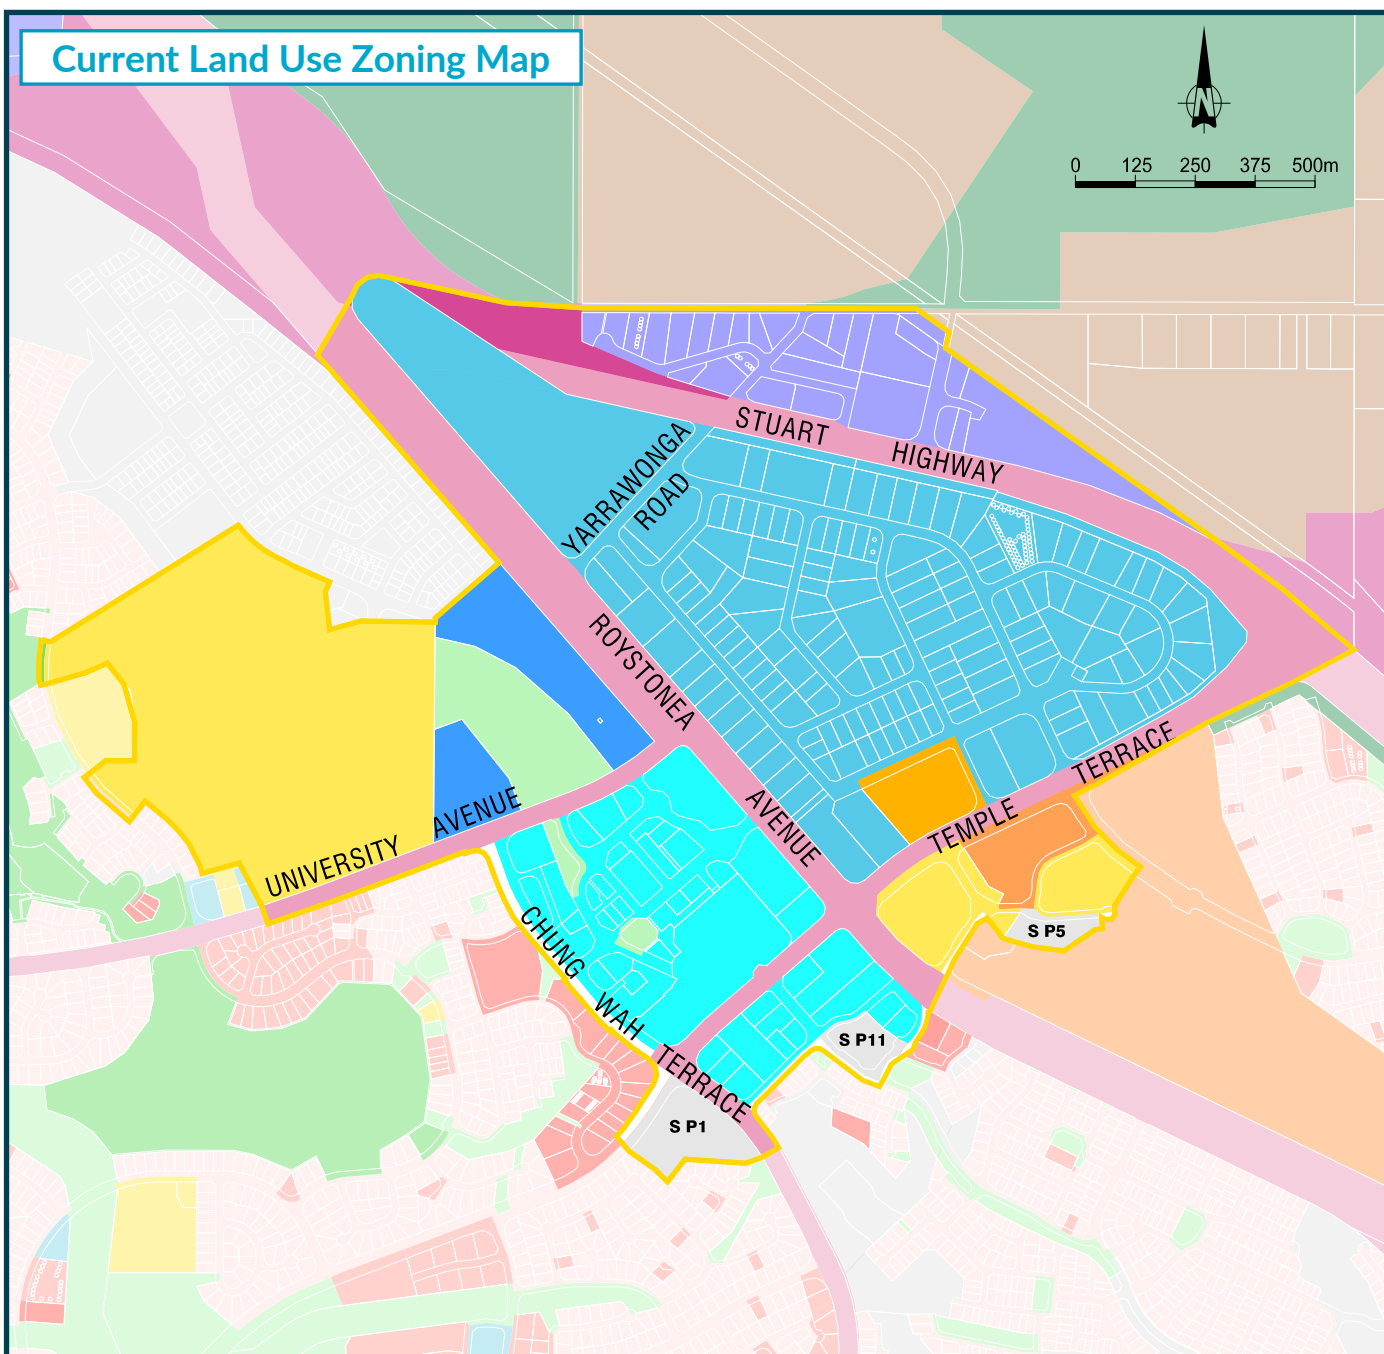 Current Land Use Zoning Map
N
0 125 250 375 500m
STUART HIGHWAY
YARRAWONGA
ROAD
ROYSTONEA AVENUE
TEMPLE TERRACE
UNIVERSITY AVENUE
CHUNG WAH TERRACE
S P5
S P11
S P1